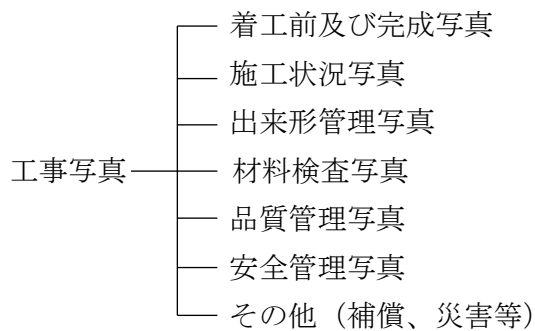 着工前及び完成写真
施工状況写真
出来形管理写真
工事写真
材料検査写真
品質管理写真
安全管理写真
その他（補償、災害等）